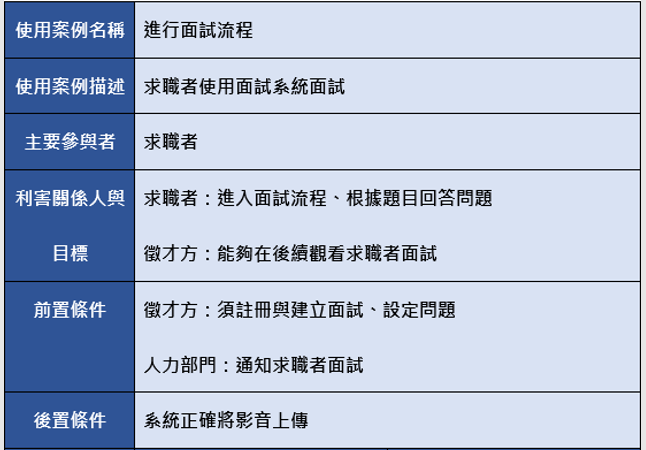 使用案例名稱 進行面試流程
使用案例描述 求職者使用面試系統面試
主要參與者 求職者
利害關係人與 求職者：進入面試流程、根據題目回答問題
目標 徵才方：能夠在後續觀看求職者面試
前置條件 徵才方：須註冊與建立面試、設定問題
人力部門：通知求職者面試
後置條件 系統正確將影音上傳